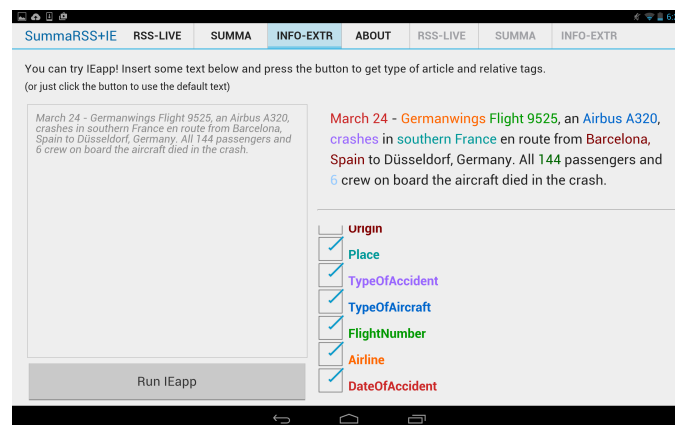 SummaRSS+IE RSS-LIVE SUMMA INFO-EXTR ABOUT RSS-LIVE SUMMA INFO-EXTR
You can try IEapp! Insert some text below and press the button to get type of article and relative tags.
(or just click the button to use the default text)
March 24 - Germanwings Flight 9525, an Airbus A320,
crashes in southern France en route from Barcelona,
Spain to Düsseldorf, Germany. All 144 passengers and
6 crew on board the aircraft died in the crash.
Run IEapp
March 24 - Germanwings Flight 9525, an Airbus A320,
crashes in southern France en route from Barcelona,
Spain to Düsseldorf, Germany. All 144 passengers and
6 crew on board the aircraft died in the crash.
Origin
Place
TypeOfAccident
TypeOfAircraft
FlightNumber
Airline
DateOfAccident